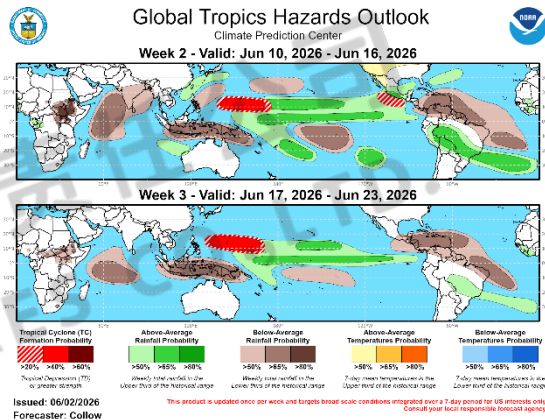 Global Tropics Hazards Outlook
Climate Prediction Center
NOAA
Week 2 - Valid: Jun 10, 2026 - Jun 16, 2026
Week 3 - Valid: Jun 17, 2026 - Jun 23, 2026
Tropical Cyclone (TC) Formation Probability
>20% >40% >60%
Tropical Depression (TD) or greater strength
Above-Average Rainfall Probability
>50% >65% >80%
Weekly total rainfall in the Upper third of the historical range
Below-Average Rainfall Probability
>50% >65% >80%
Weekly total rainfall in the Lower third of the historical range
Above-Average Temperatures Probability
>50% >65% >80%
7-day mean temperatures in the Upper third of the historical range
Below-Average Temperatures Probability
>50% >65% >80%
7-day mean temperatures in the Lower third of the historical range
Issued: 06/02/2026
Forecaster: Collow
This product is updated once per week and targets broad scale conditions integrated over a 7-day period for US interests only.
Consult your local responsible forecast agency.